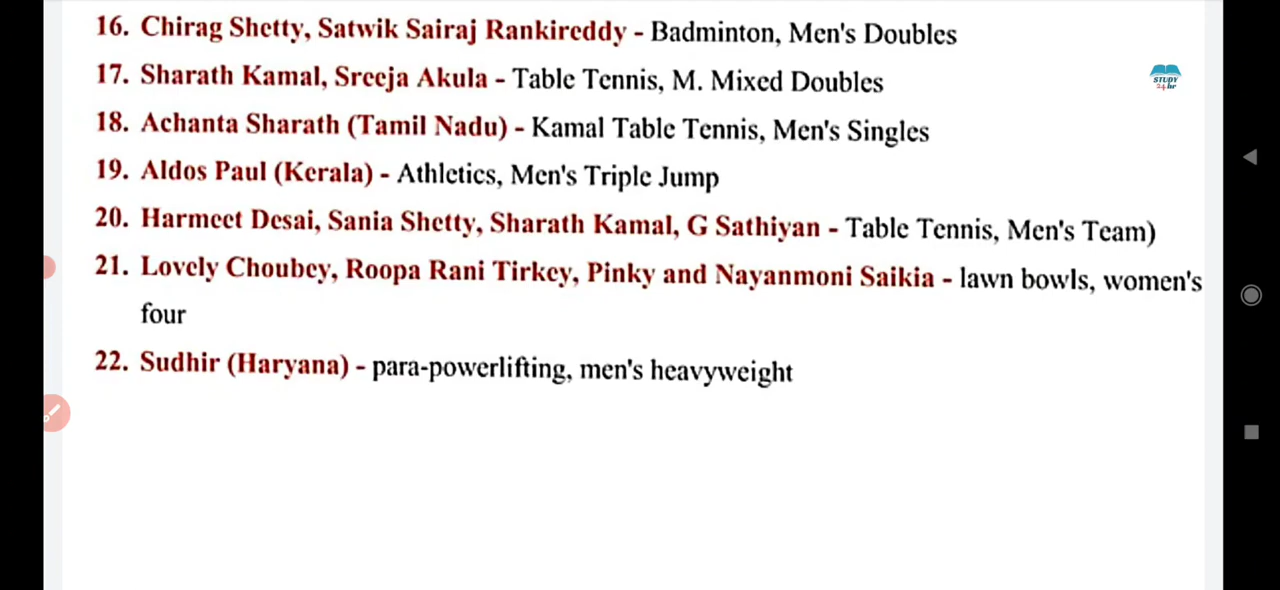 16. Chirag Shetty, Satwik Sairaj Rankireddy - Badminton, Men's Doubles
17. Sharath Kamal, Sreeja Akula - Table Tennis, M. Mixed Doubles
STUDY
24 hr
18. Achanta Sharath (Tamil Nadu) - Kamal Table Tennis, Men's Singles
19. Aldos Paul (Kerala) - Athletics, Men's Triple Jump
20. Harmeet Desai, Sania Shetty, Sharath Kamal, G Sathiyan - Table Tennis, Men's Team)
21. Lovely Choubey, Roopa Rani Tirkey, Pinky and Nayanmoni Saikia - lawn bowls, women's
four
22. Sudhir (Haryana) - para-powerlifting, men's heavyweight